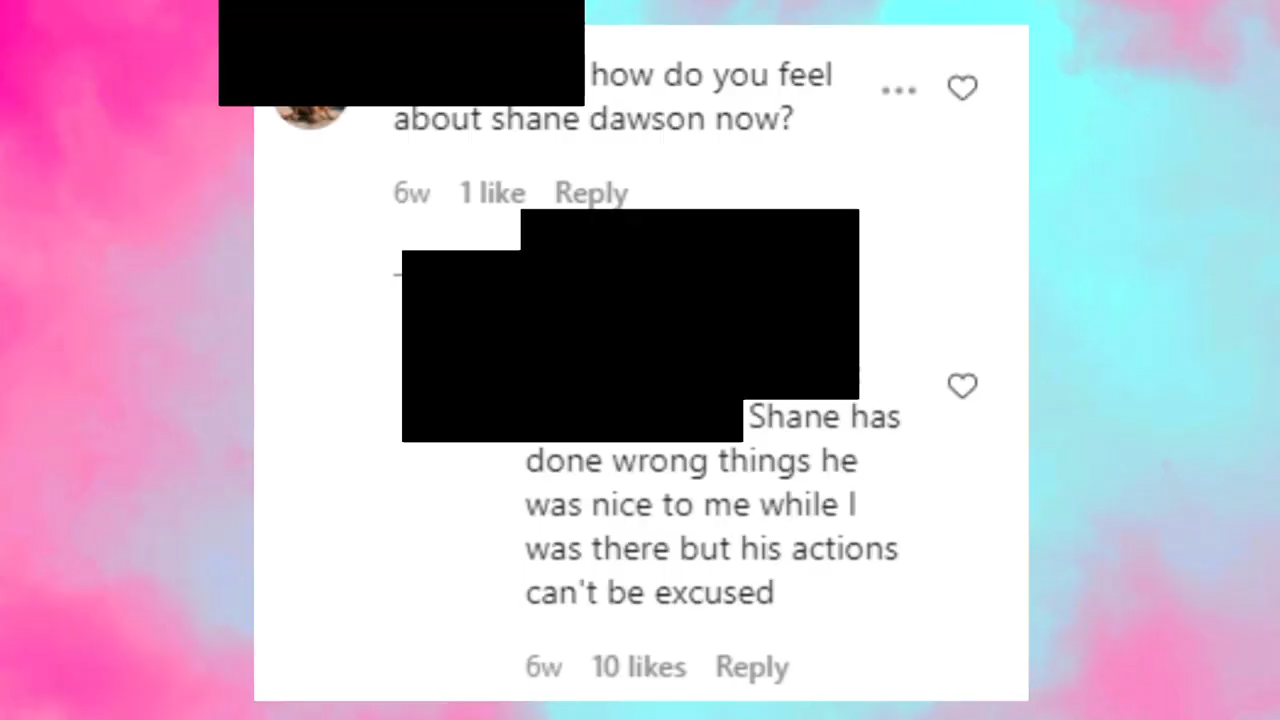 how do you feel
about shane dawson now?
6w 1 like Reply
Shane has
done wrong things he
was nice to me while I
was there but his actions
can't be excused
6w 10 likes Reply